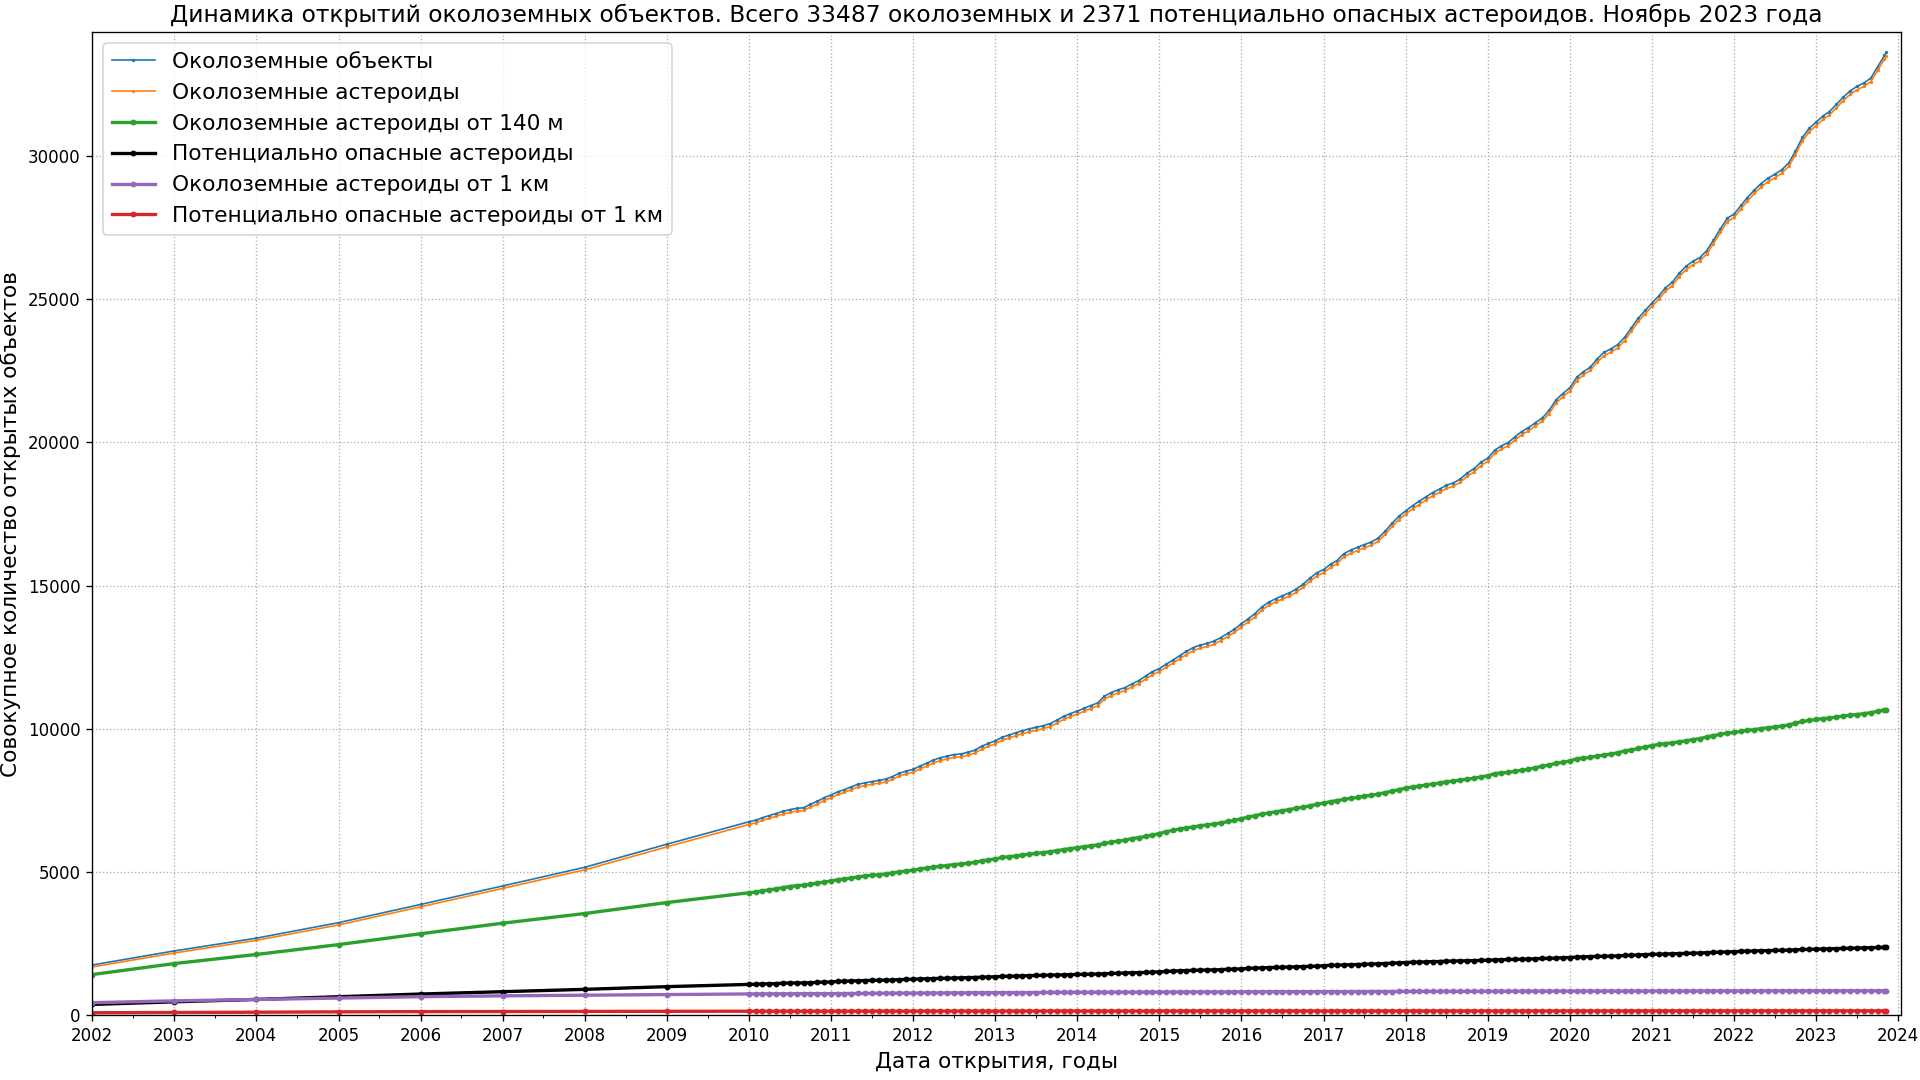 Динамика открытий околоземных объектов. Всего 33487 околоземных и 2371 потенциально опасных астероидов. Ноябрь 2023 года
Околоземные объекты
Околоземные астероиды
Околоземные астероиды от 140 м
Потенциально опасные астероиды
Околоземные астероиды от 1 км
Потенциально опасные астероиды от 1 км
Совокупное количество открытых объектов
30000
25000
20000
15000
10000
5000
0
2002 2003 2004 2005 2006 2007 2008 2009 2010 2011 2012 2013 2014 2015 2016 2017 2018 2019 2020 2021 2022 2023 2024
Дата открытия, годы